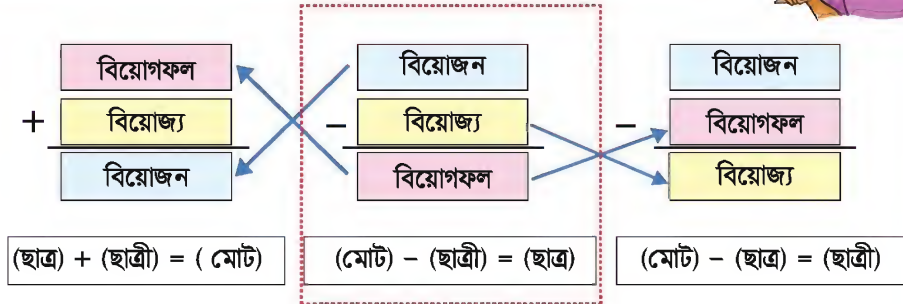 বিয়োগফল
+ বিয়োজ্য
বিয়োজন
বিয়োজন
− বিয়োজ্য
বিয়োগফল
বিয়োজন
− বিয়োগফল
বিয়োজ্য
(ছাত্র) + (ছাত্রী) = ( মোট)
(মোট) − (ছাত্রী) = (ছাত্র)
(মোট) − (ছাত্র) = (ছাত্রী)